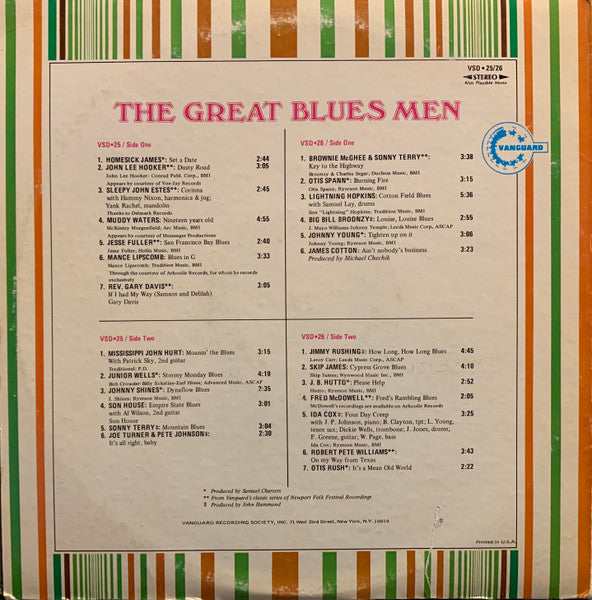 VSD • 25/26
STEREO
Also Playable Mono
THE GREAT BLUES MEN
VANGUARD
VSD•25 / Side One
1. HOMESICK JAMES*: Set a Date 2:44
2. JOHN LEE HOOKER**: Dusty Road 3:05
John Lee Hooker: Conrad Publ. Corp., BMI
Appears by courtesy of Vee-Jay Records
3. SLEEPY JOHN ESTES**: Corinna 2:45
with Hammy Nixon, harmonica & jug;
Yank Rachel, mandolin
Thanks to Delmark Records
4. MUDDY WATERS: Nineteen years old 4:55
McKinley Morganfield; Arc Music, BMI
Appears by courtesy of Messenger Productions
5. JESSE FULLER**: San Francisco Bay Blues 2:40
Jesse Fuller: Hollis Music, BMI
6. MANCE LIPSCOMB: Blues in G 3:33
Mance Lipscomb; Tradition Music, BMI
Through the courtesy of Arhoolie Records, for whom he records
exclusively
7. REV. GARY DAVIS**: 3:05
If I had My Way (Samson and Delilah)
Gary Davis
VSD•26 / Side One
1. BROWNIE McGHEE & SONNY TERRY**: 3:38
Key to the Highway
Broonzy & Charles Segar; Duchess Music, BMI
2. OTIS SPANN*: Burning Fire 3:15
Otis Spann; Ryerson Music, BMI
3. LIGHTNING HOPKINS: Cotton Field Blues 5:36
with Samuel Lay, drums
Son "Lightning" Hopkins; Tradition Music, BMI
4. BIG BILL BROONZY‡: Louise, Louise Blues 2:55
J. Mayo Williams-Johnny Temple; Leeds Music Corp, ASCAP
5. JOHNNY YOUNG*: Tighten up on it 3:06
Johnny Young; Ryerson Music, BMI
6. JAMES COTTON: Ain't nobody's business 3:23
Produced by Michael Chechik
VSD•25 / Side Two
1. MISSISSIPPI JOHN HURT: Moanin' the Blues 3:15
With Patrick Sky, 2nd guitar
Traditional, P.D.
2. JUNIOR WELLS*: Stormy Monday Blues 4:19
Bob Crowder-Billy Eckstine-Earl Hines; Advanced Music, ASCAP
3. JOHNNY SHINES*: Dynaflow Blues 2:35
J. Shines; Ryerson Music, BMI
4. SON HOUSE: Empire State Blues 3:01
with Al Wilson, 2nd guitar
Son House
5. SONNY TERRY‡: Mountain Blues 3:04
6. JOE TURNER & PETE JOHNSON‡: 2:30
It's all right, baby
VSD•26 / Side Two
1. JIMMY RUSHING‡: How Long, How Long Blues 4:45
Leroy Carr; Leeds Music Corp., ASCAP
2. SKIP JAMES: Cypress Grove Blues 4:10
Skip James; Wynwood Music Inc., BMI
3. J. B. HUTTO*: Please Help 2:52
Hutto; Ryerson Music, BMI
4. FRED McDOWELL**: Fred's Rambling Blues 3:05
McDowell's recordings are available on Arhoolie Records
5. IDA COX‡: Four Day Creep 3:25
with J. P. Johnson, piano; B. Clayton, tpt; L. Young,
tenor sax; Dickie Wells, trombone; J. Jones, drums;
F. Greene, guitar; W. Page, bass
Ida Cox; Ryerson Music, BMI
6. ROBERT PETE WILLIAMS**: 3:43
On my Way from Texas
7. OTIS RUSH*: It's a Mean Old World 2:22
* Produced by Samuel Charters
** From Vanguard's classic series of Newport Folk Festival Recordings
‡ Produced by John Hammond
VANGUARD RECORDING SOCIETY, INC. 71 West 23rd Street, New York, N.Y. 10010
Printed in U.S.A.